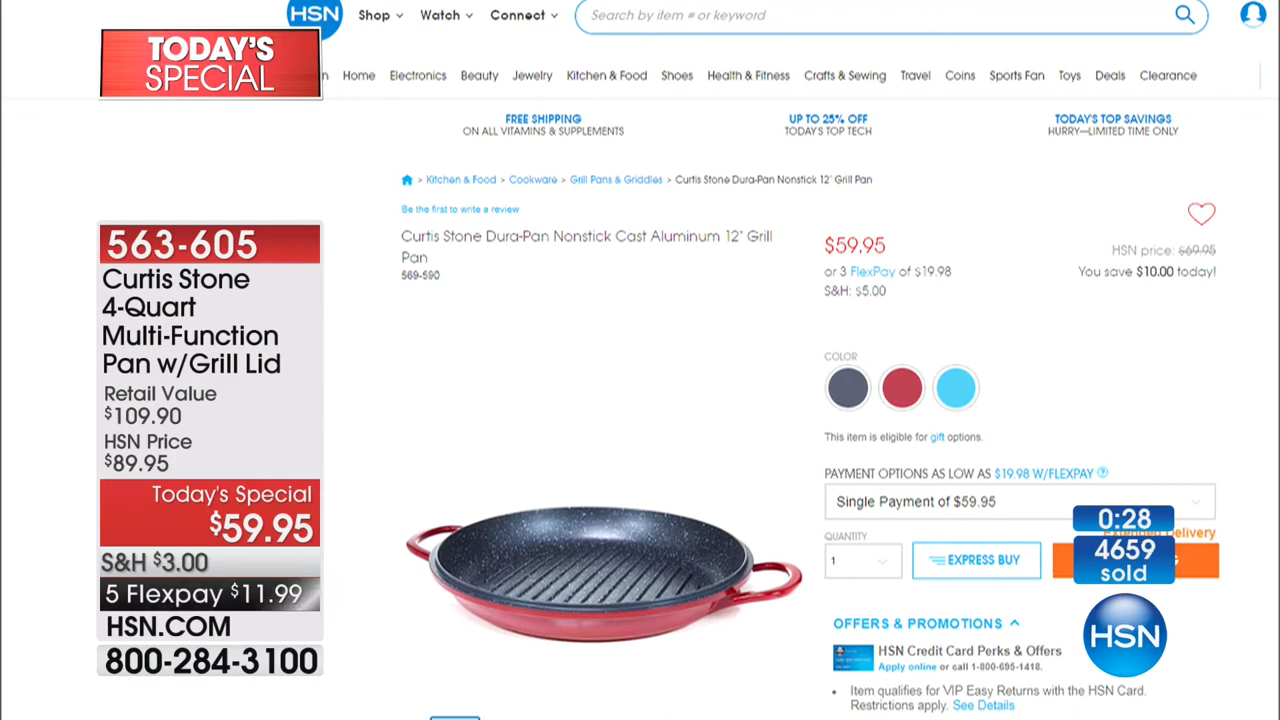 HSN
Shop
Watch
Connect
Search by item # or keyword
TODAY'S
SPECIAL
n
Home
Electronics
Beauty
Jewelry
Kitchen & Food
Shoes
Health & Fitness
Crafts & Sewing
Travel
Coins
Sports Fan
Toys
Deals
Clearance
FREE SHIPPING
ON ALL VITAMINS & SUPPLEMENTS
UP TO 25% OFF
TODAY'S TOP TECH
TODAY'S TOP SAVINGS
HURRY—LIMITED TIME ONLY
> Kitchen & Food > Cookware > Grill Pans & Griddles > Curtis Stone Dura-Pan Nonstick 12" Grill Pan
Be the first to write a review
Curtis Stone Dura-Pan Nonstick Cast Aluminum 12" Grill
Pan
569-590
$59.95
or 3 FlexPay of $19.98
S&H: $5.00
HSN price: $69.95
You save $10.00 today!
COLOR
This item is eligible for gift options.
PAYMENT OPTIONS AS LOW AS $19.98 W/FLEXPAY ?
Single Payment of $59.95
Extended Delivery
QUANTITY
1
EXPRESS BUY
G
0:28
4659
sold
HSN
OFFERS & PROMOTIONS
HSN Credit Card Perks & Offers
Apply online or call 1-800-695-1418.
• Item qualifies for VIP Easy Returns with the HSN Card.
Restrictions apply. See Details
563-605
Curtis Stone
4-Quart
Multi-Function
Pan w/Grill Lid
Retail Value
$109.90
HSN Price
$89.95
Today's Special
$59.95
S&H $3.00
5 Flexpay $11.99
HSN.COM
800-284-3100